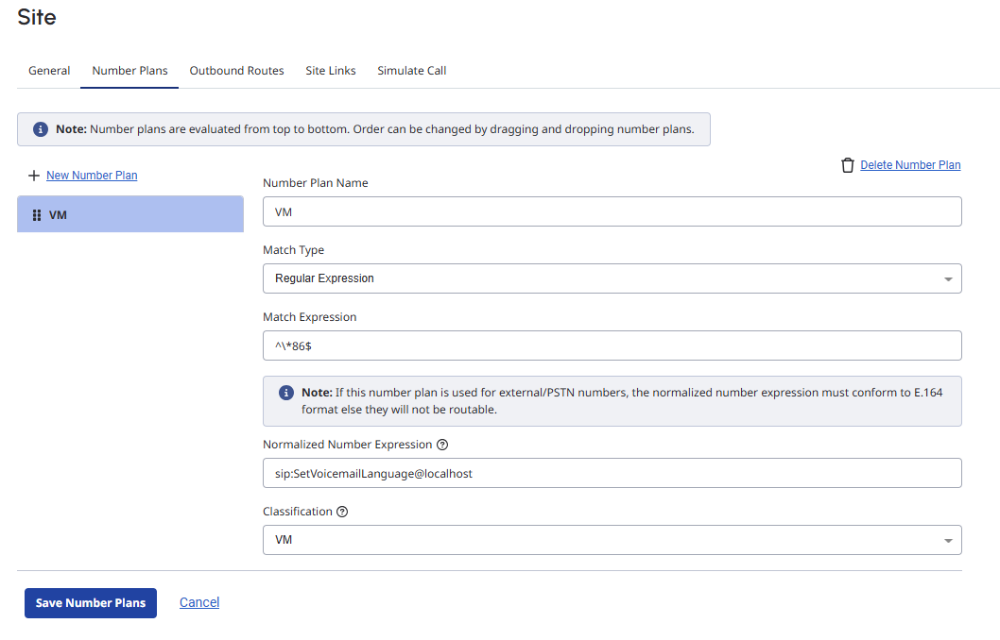 Site
General Number Plans Outbound Routes Site Links Simulate Call
Note: Number plans are evaluated from top to bottom. Order can be changed by dragging and dropping number plans.
Delete Number Plan
New Number Plan
VM
Number Plan Name
VM
Match Type
Regular Expression
Match Expression
^\*86$
Note: If this number plan is used for external/PSTN numbers, the normalized number expression must conform to E.164
format else they will not be routable.
Normalized Number Expression
sip:SetVoicemailLanguage@localhost
Classification
VM
Save Number Plans Cancel